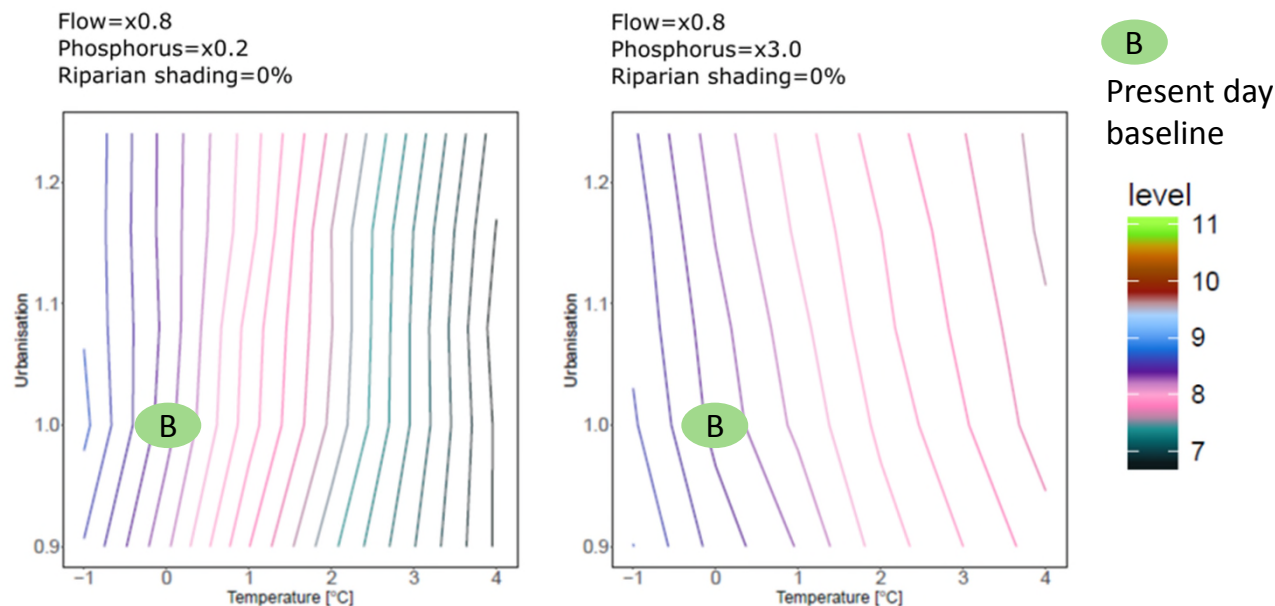 Flow=x0.8
Phosphorus=x0.2
Riparian shading=0%
Urbanisation
1.2
1.1
1.0
0.9
B
−1 0 1 2 3 4
Temperature [°C]
Flow=x0.8
Phosphorus=x3.0
Riparian shading=0%
Urbanisation
1.2
1.1
1.0
0.9
B
−1 0 1 2 3 4
Temperature [°C]
B
Present day
baseline
level
11
10
9
8
7